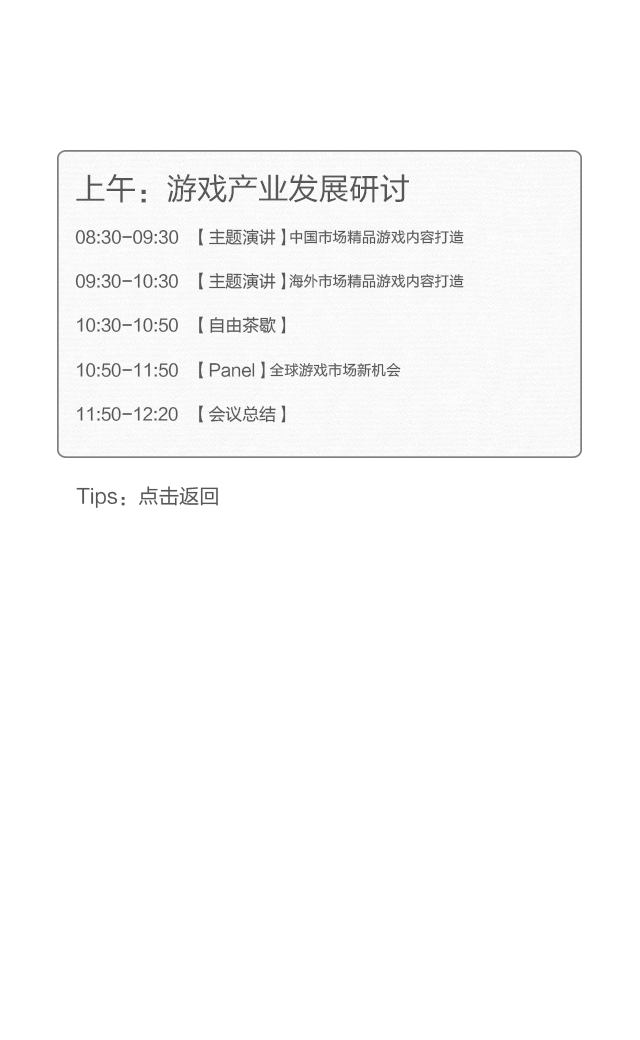 上午：游戏产业发展研讨
08:30-09:30 【主题演讲】中国市场精品游戏内容打造
09:30-10:30 【主题演讲】海外市场精品游戏内容打造
10:30-10:50 【自由茶歇】
10:50-11:50 【Panel】全球游戏市场新机会
11:50-12:20 【会议总结】
Tips：点击返回